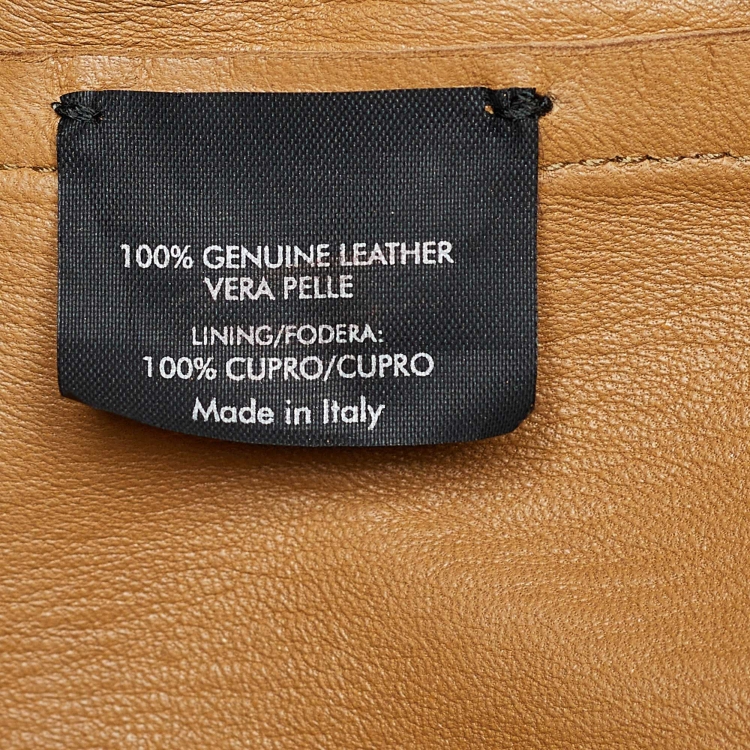 100% GENUINE LEATHER
VERA PELLE
LINING/FODERA:
100% CUPRO/CUPRO
Made in Italy